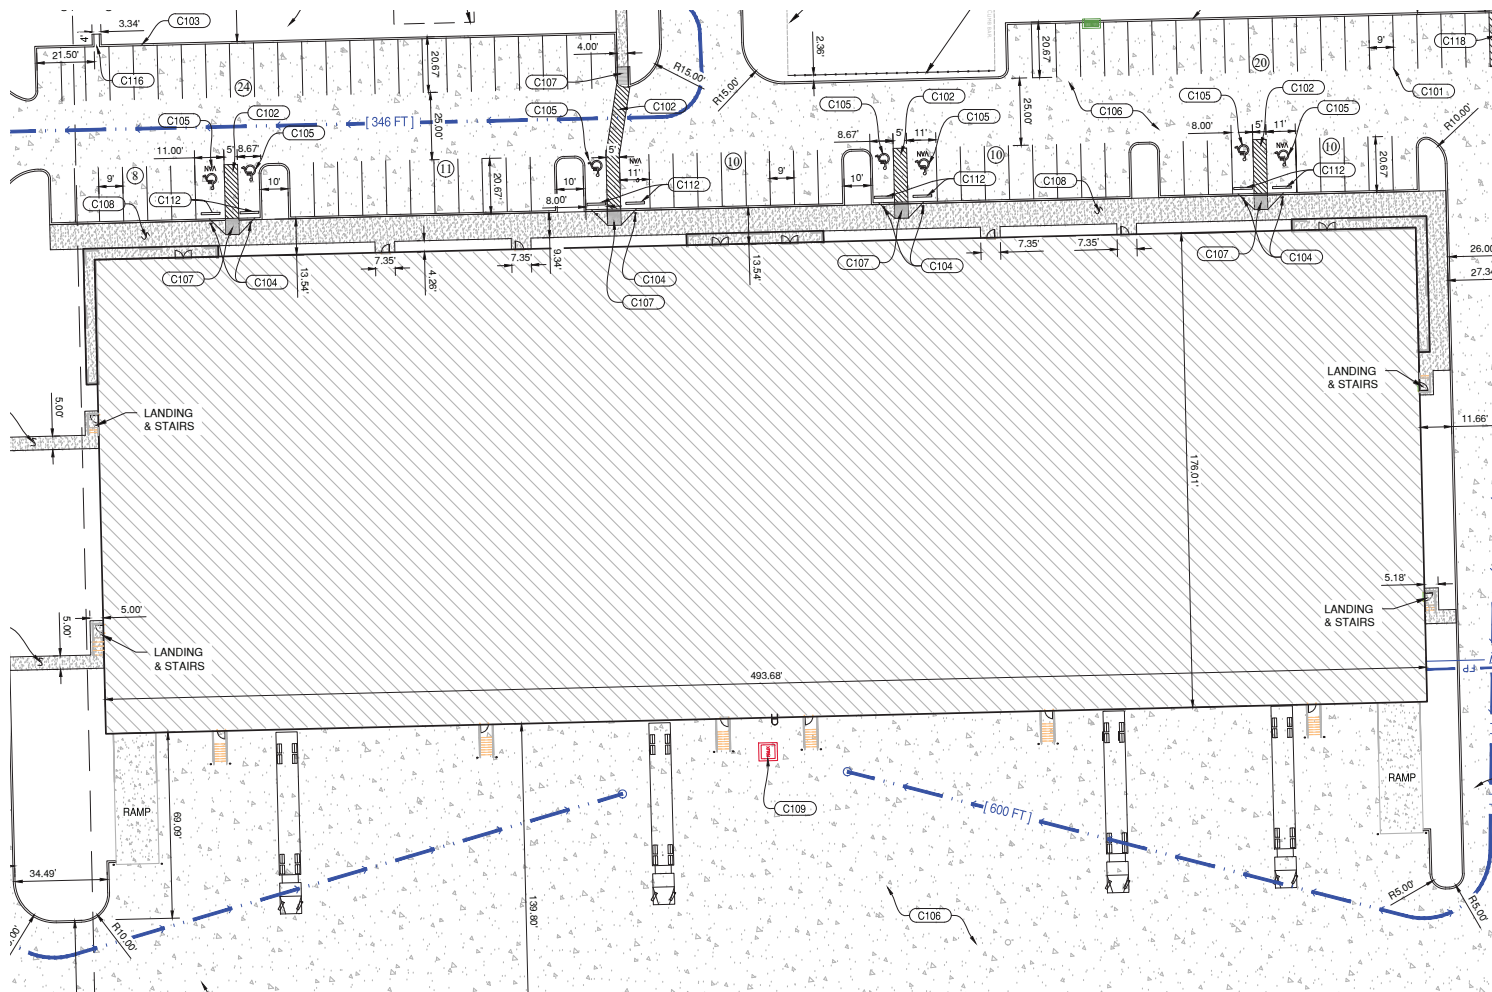 3.34'
C103
4'
21.50'
C116
24
20.67'
4.00'
C107
R15.00'
R15.00'
2.36'
20.67'
20
9'
C118
C101
C105
C102
C105
[ 346 FT ]
25.00'
C105
C102
C105
C102
C105
25.00'
C106
C105
C102
C105
R10.00'
11.00'
5'
8.67'
5'
8.67'
5'
11'
8.00'
5'
11'
9'
8
10'
11
20.67'
10'
11'
10
9'
10'
10
10
20.67'
C108
C112
8.00'
C112
C112
C108
C112
7.35'
7.35'
7.35'
7.35'
26.00'
27.34'
C107
C104
13.54'
4.26'
9.34'
C104
C107
13.54'
C107
C104
C107
C104
LANDING
& STAIRS
LANDING
& STAIRS
5.00'
11.66'
176.01'
5.18'
5.00'
5.00'
LANDING
& STAIRS
LANDING
& STAIRS
493.68'
FP
RAMP
RAMP
69.09'
C109
[ 600 FT ]
34.49'
139.80'
C106
R10.00'
R5.00'
R5.00'